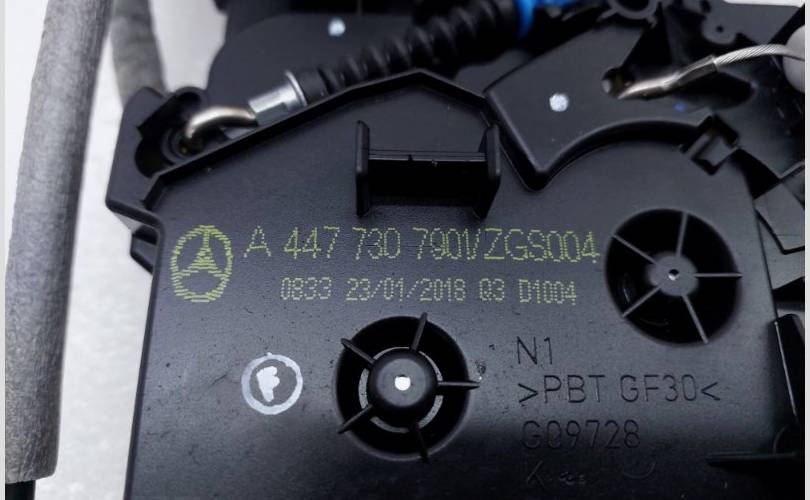 A 447 730 7901/ZGS004
0833 23/01/2018 Q3 D1004
F
N1
>PBT GF30<
G09728
K